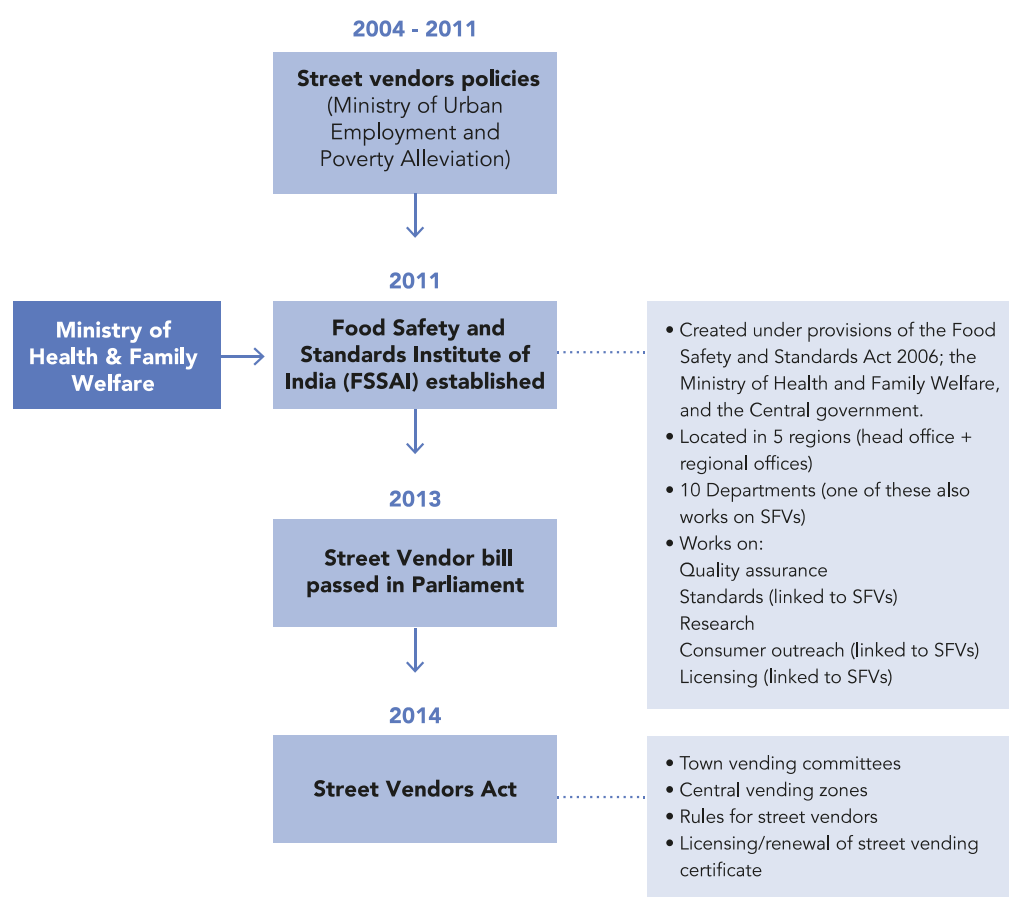 2004 - 2011
Street vendors policies
(Ministry of Urban
Employment and
Poverty Alleviation)
2011
Ministry of
Health & Family
Welfare
Food Safety and
Standards Institute of
India (FSSAI) established
• Created under provisions of the Food
Safety and Standards Act 2006; the
Ministry of Health and Family Welfare,
and the Central government.
• Located in 5 regions (head office +
regional offices)
• 10 Departments (one of these also
works on SFVs)
• Works on:
Quality assurance
Standards (linked to SFVs)
Research
Consumer outreach (linked to SFVs)
Licensing (linked to SFVs)
2013
Street Vendor bill
passed in Parliament
2014
Street Vendors Act
• Town vending committees
• Central vending zones
• Rules for street vendors
• Licensing/renewal of street vending
certificate